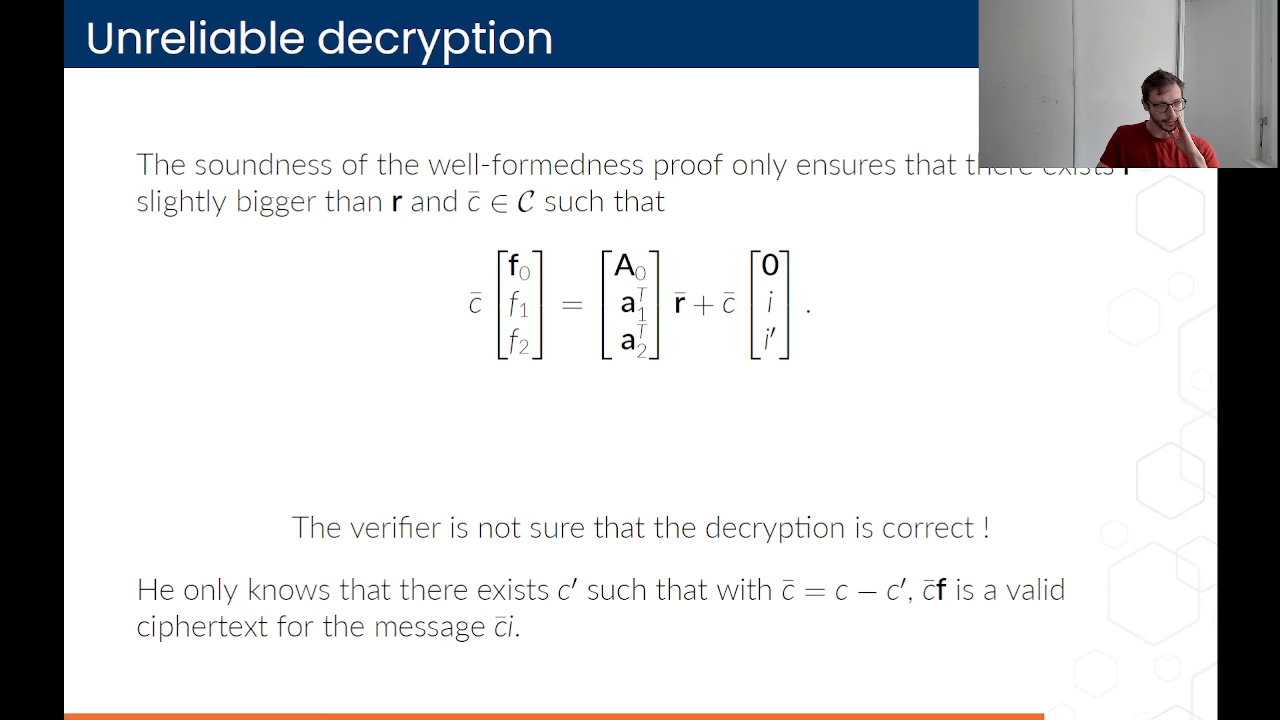 Unreliable decryption
The soundness of the well-formedness proof only ensures that there exists r̄
slightly bigger than r and c̄ ∈ 𝒞 such that
c̄ [f₀; f₁; f₂] = [A₀; a₁ᵀ; a₂ᵀ] r̄ + c̄ [0; i; i′] .
The verifier is not sure that the decryption is correct !
He only knows that there exists c′ such that with c̄ = c − c′, c̄f is a valid
ciphertext for the message c̄i.